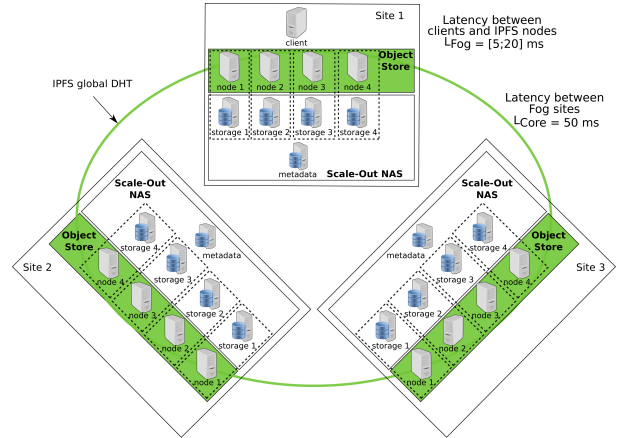 Site 1
client
Object
Store
node 1
node 2
node 3
node 4
storage 1
storage 2
storage 3
storage 4
metadata
Scale-Out NAS
Latency between
clients and IPFS nodes
LFog = [5;20] ms
IPFS global DHT
Latency between
Fog sites
LCore = 50 ms
Scale-Out
NAS
Object
Store
Site 2
storage 4
metadata
node 4
storage 3
node 3
storage 2
node 2
storage 1
node 1
Scale-Out
NAS
Object
Store
Site 3
storage 4
metadata
node 4
storage 3
node 3
storage 2
node 2
storage 1
node 1